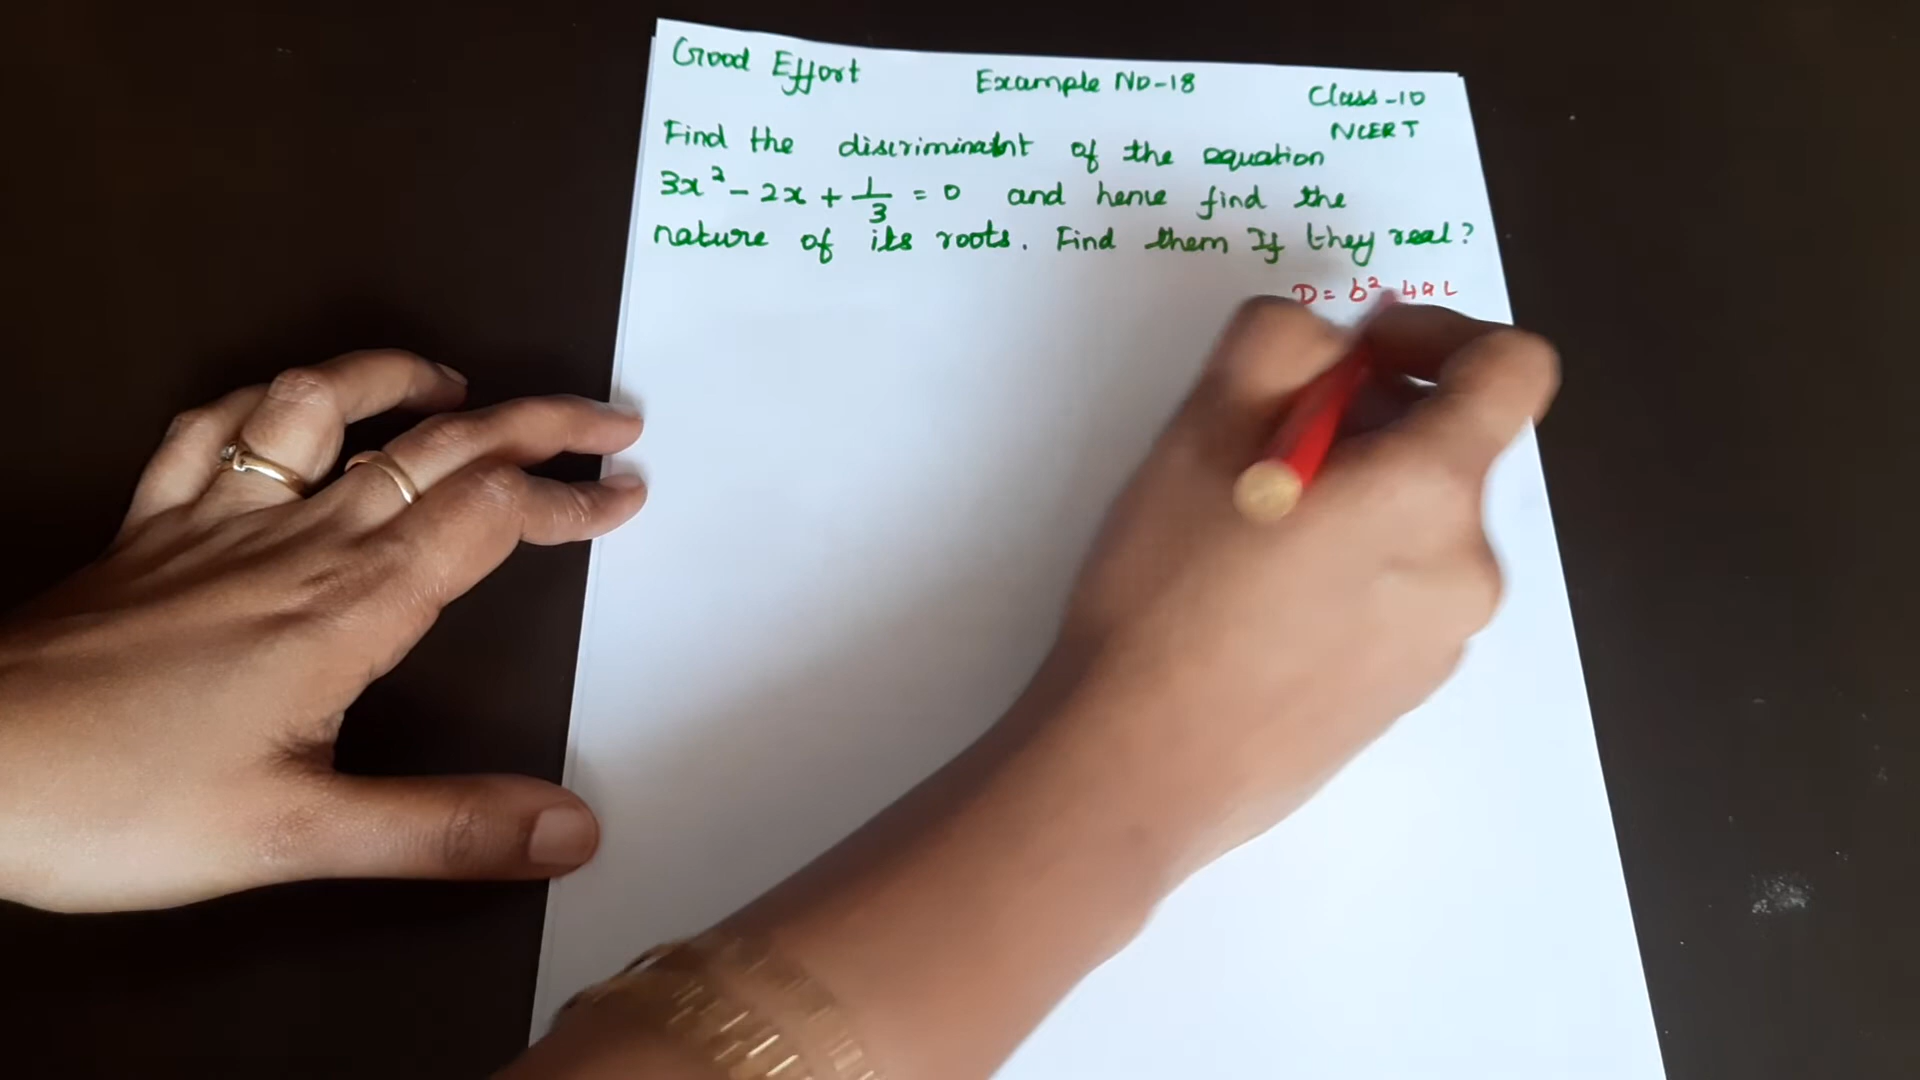 Good Effort Example No-18 Class-10
NCERT
Find the discriminant of the equation
3x² - 2x + 1/3 = 0 and hence find the
nature of its roots. Find them If they real?
D = b² - 4ac